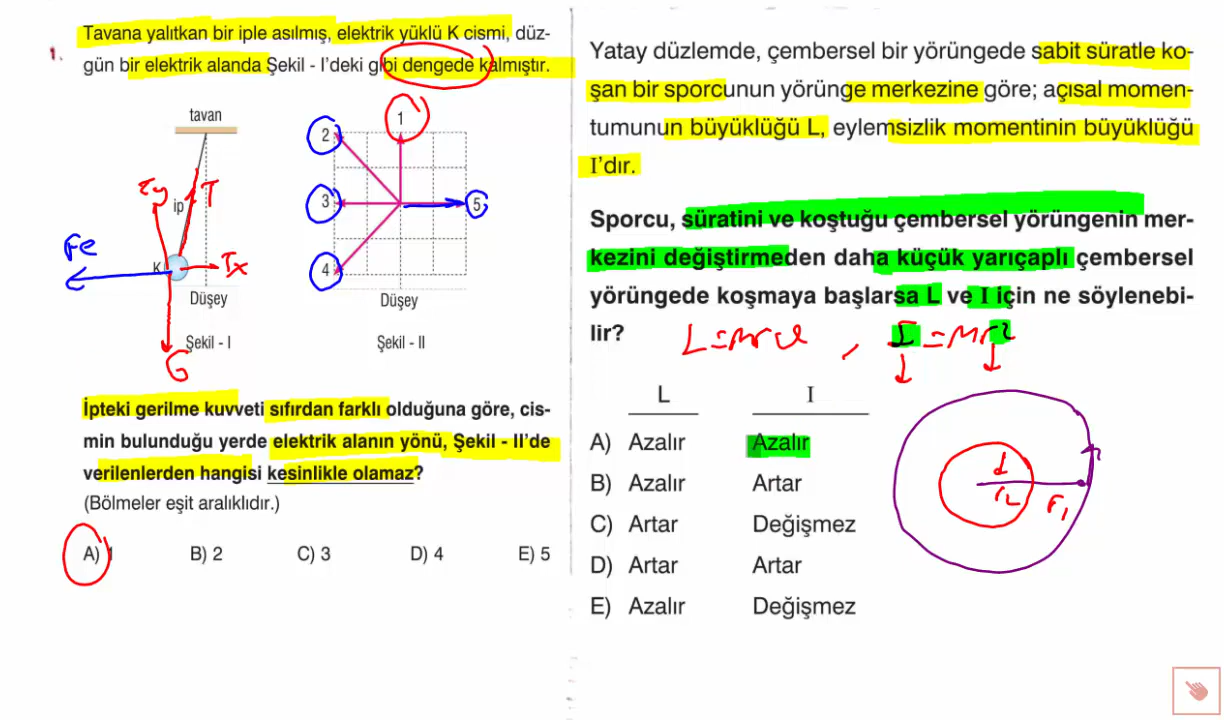 1.
Tavana yalıtkan bir iple asılmış, elektrik yüklü K cismi, düz-
gün bir elektrik alanda Şekil - I'deki gibi dengede kalmıştır.
tavan
ip
K
Düşey
Şekil - I
Ty
T
Fe
Tx
G
1
2
3
5
4
Düşey
Şekil - II
İpteki gerilme kuvveti sıfırdan farklı olduğuna göre, cis-
min bulunduğu yerde elektrik alanın yönü, Şekil - II'de
verilenlerden hangisi kesinlikle olamaz?
(Bölmeler eşit aralıklıdır.)
A) 1 B) 2 C) 3 D) 4 E) 5
Yatay düzlemde, çembersel bir yörüngede sabit süratle ko-
şan bir sporcunun yörünge merkezine göre; açısal momen-
tumunun büyüklüğü L, eylemsizlik momentinin büyüklüğü
I'dır.
Sporcu, süratini ve koştuğu çembersel yörüngenin mer-
kezini değiştirmeden daha küçük yarıçaplı çembersel
yörüngede koşmaya başlarsa L ve I için ne söylenebi-
lir?
L=mrv , I=mr2
L I
A) Azalır Azalır
B) Azalır Artar
C) Artar Değişmez
D) Artar Artar
E) Azalır Değişmez
r2
r1